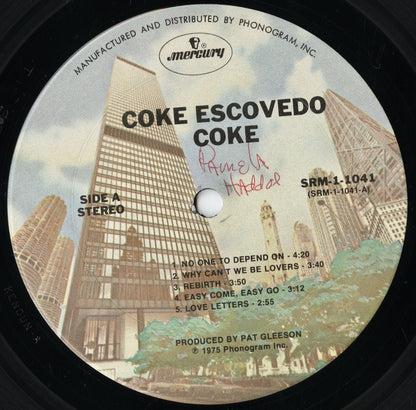 MANUFACTURED AND DISTRIBUTED BY PHONOGRAM, INC.
mercury
COKE ESCOVEDO
COKE
Pamela
Haddad
SRM-1-1041
(SRM-1-1041-A)
SIDE A
STEREO
1. NO ONE TO DEPEND ON - 4:20
2. WHY CAN'T WE BE LOVERS - 3:40
3. REBIRTH - 3:50
4. EASY COME, EASY GO - 3:12
5. LOVE LETTERS - 2:55
PRODUCED BY PAT GLEESON
℗ 1975 Phonogram Inc.